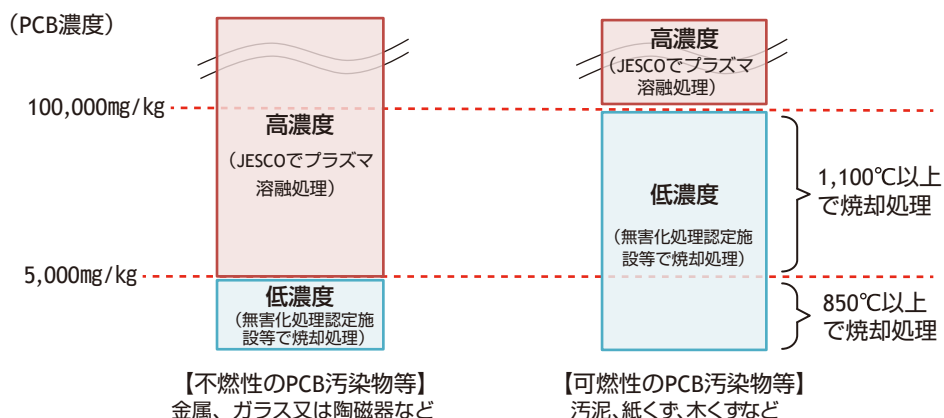 (PCB濃度)
高濃度
(JESCOでプラズマ
溶融処理)
100,000mg/kg
高濃度
(JESCOでプラズマ
溶融処理)
1,100℃以上
で焼却処理
低濃度
(無害化処理認定施
設等で焼却処理)
5,000mg/kg
低濃度
(無害化処理認定施
設等で焼却処理)
850℃以上
で焼却処理
【不燃性のPCB汚染物等】
金属、ガラス又は陶磁器など
【可燃性のPCB汚染物等】
汚泥、紙くず、木くずなど